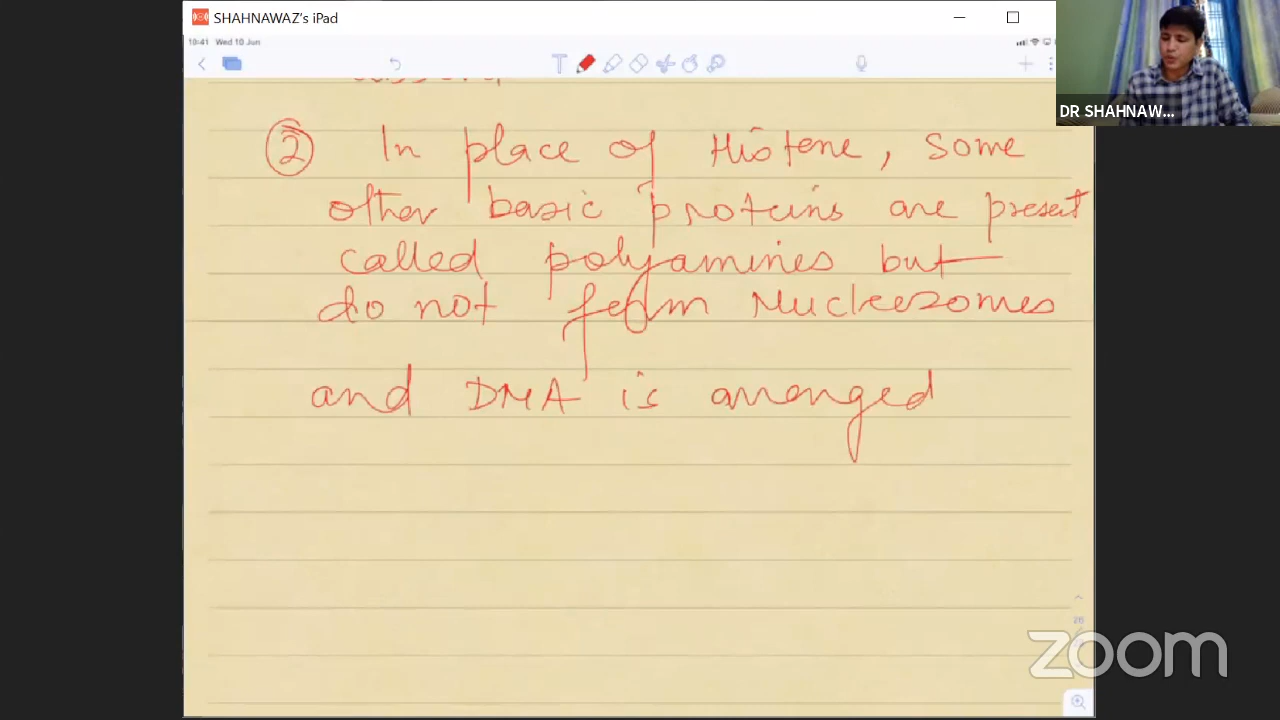 SHAHNAWAZ's iPad
10:41 Wed 10 Jun
DR SHAHNAW...
② In place of Histone, some
other basic proteins are present
called polyamines but
do not form Nucleosomes
and DNA is arranged
26
zoom